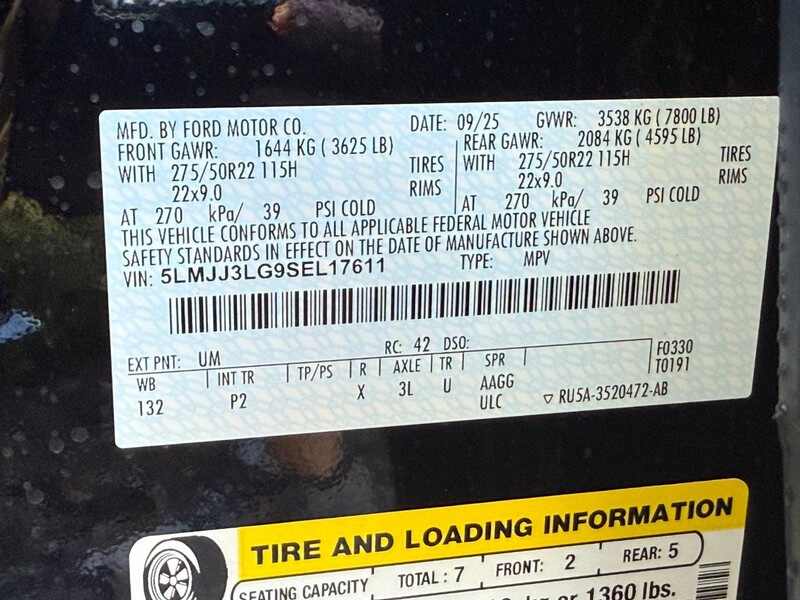 MFD. BY FORD MOTOR CO. DATE: 09/25 GVWR: 3538 KG ( 7800 LB)
FRONT GAWR: 1644 KG ( 3625 LB) REAR GAWR: 2084 KG ( 4595 LB)
WITH 275/50R22 115H TIRES WITH 275/50R22 115H TIRES
22x9.0 RIMS 22x9.0 RIMS
AT 270 kPa/ 39 PSI COLD AT 270 kPa/ 39 PSI COLD
THIS VEHICLE CONFORMS TO ALL APPLICABLE FEDERAL MOTOR VEHICLE
SAFETY STANDARDS IN EFFECT ON THE DATE OF MANUFACTURE SHOWN ABOVE.
VIN: 5LMJJ3LG9SEL17611 TYPE: MPV
EXT PNT: UM RC: 42 DSO: F0330
WB INT TR TP/PS R AXLE TR SPR T0191
132 P2 X 3L U AAGG
ULC ▽ RU5A-3520472-AB
TIRE AND LOADING INFORMATION
SEATING CAPACITY TOTAL : 7 FRONT: 2 REAR: 5
kg or 1360 lbs.